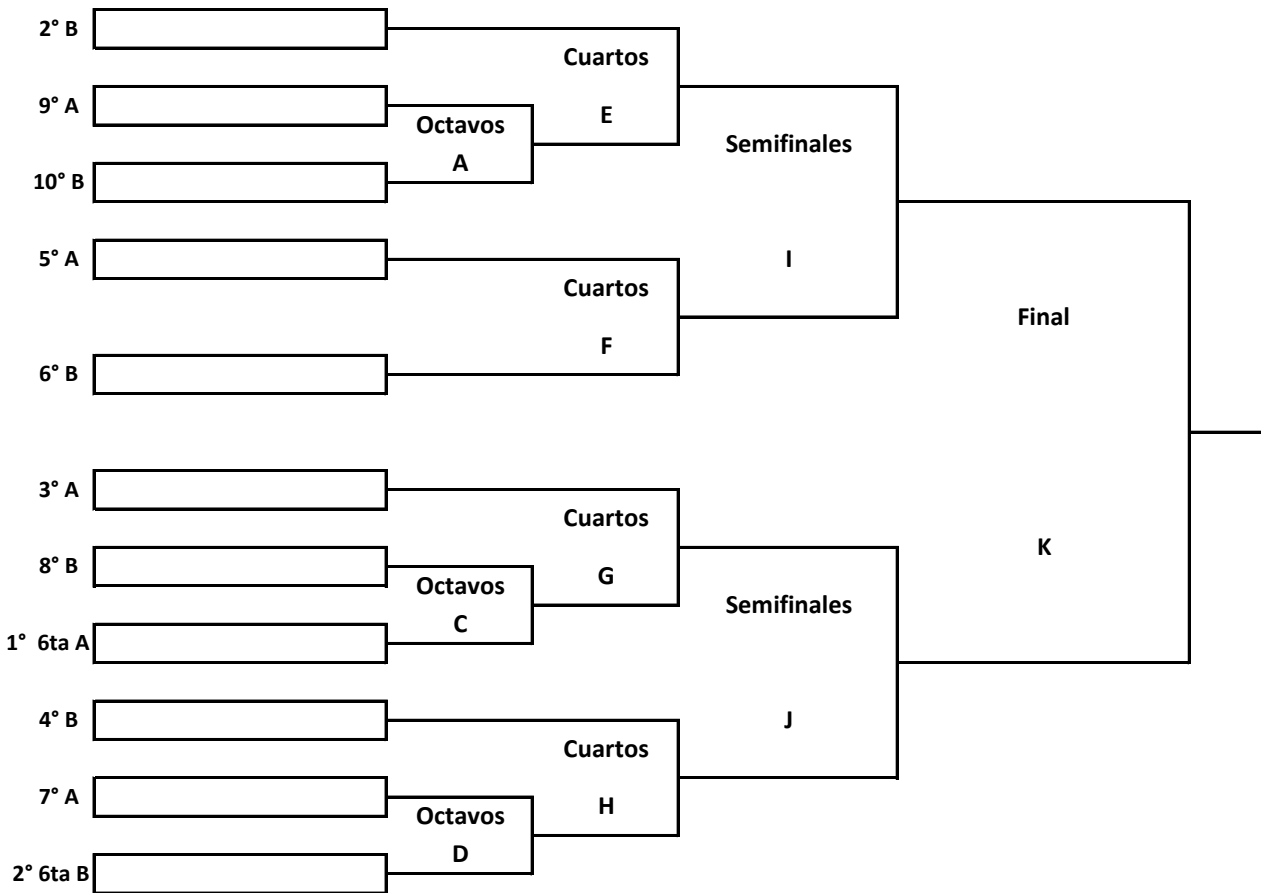 2° B
Cuartos
9° A
E
Octavos
Semifinales
A
10° B
5° A
I
Cuartos
Final
F
6° B
3° A
Cuartos
K
8° B
G
Octavos
Semifinales
C
1° 6ta A
4° B
J
Cuartos
7° A
H
Octavos
D
2° 6ta B